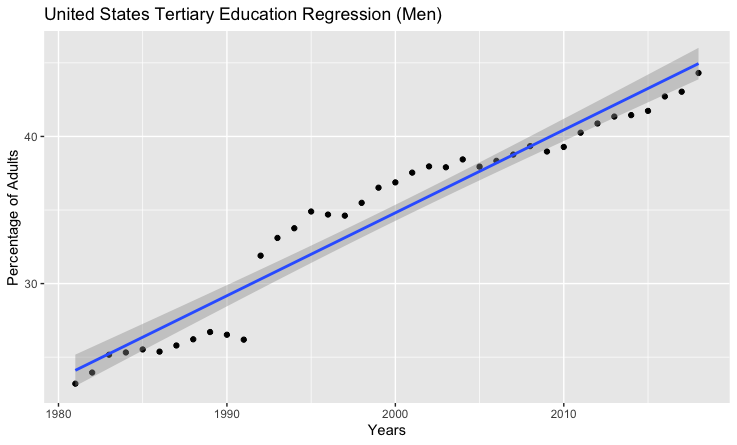 United States Tertiary Education Regression (Men)
Percentage of Adults
40
30
1980 1990 2000 2010
Years